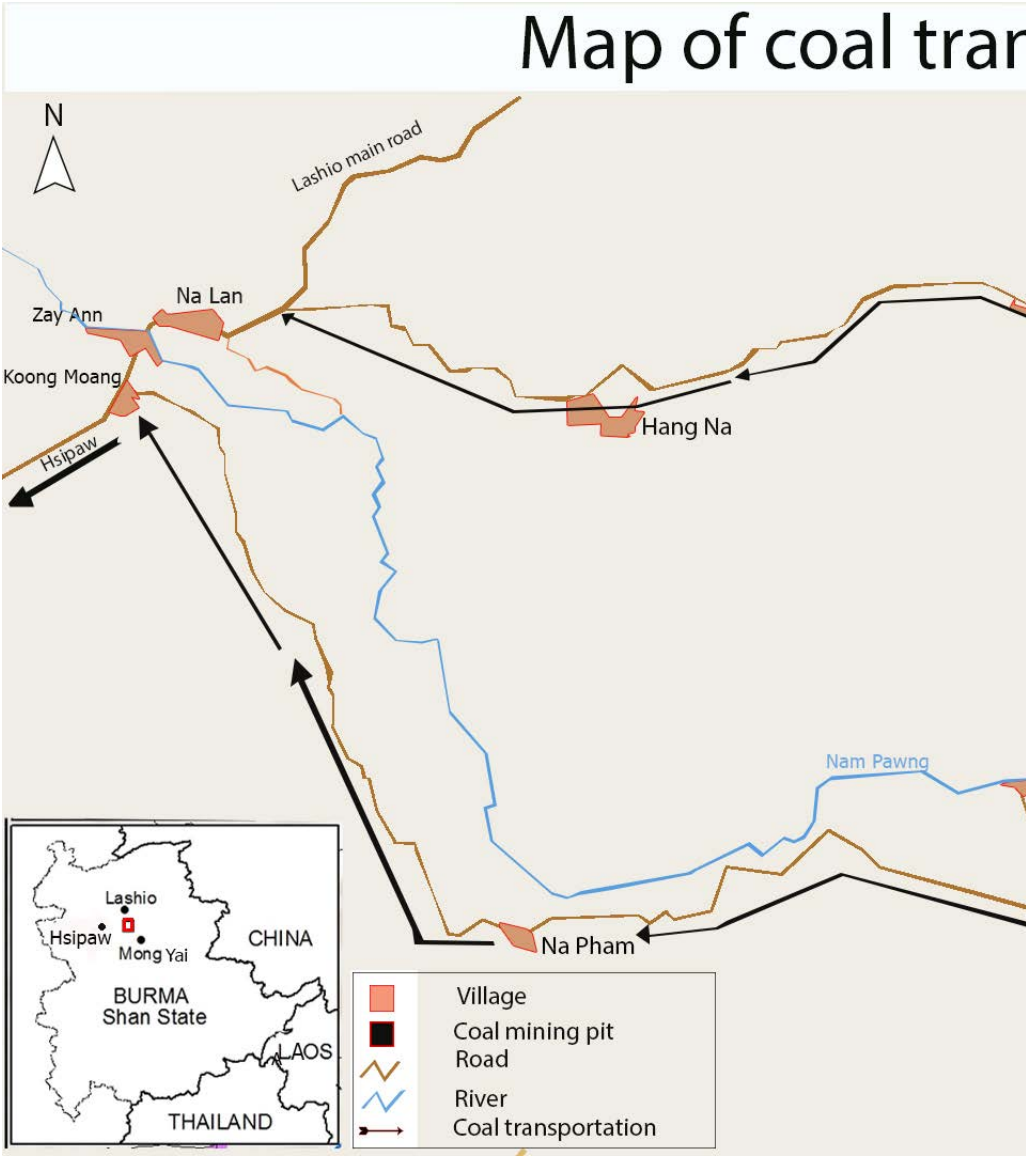 Map of coal tran
N
Lashio main road
Na Lan
Zay Ann
Koong Moang
Hang Na
Hsipaw
Nam Pawng
Na Pham
Lashio
Hsipaw
Mong Yai
CHINA
BURMA
Shan State
LAOS
THAILAND
Village
Coal mining pit
Road
River
Coal transportation